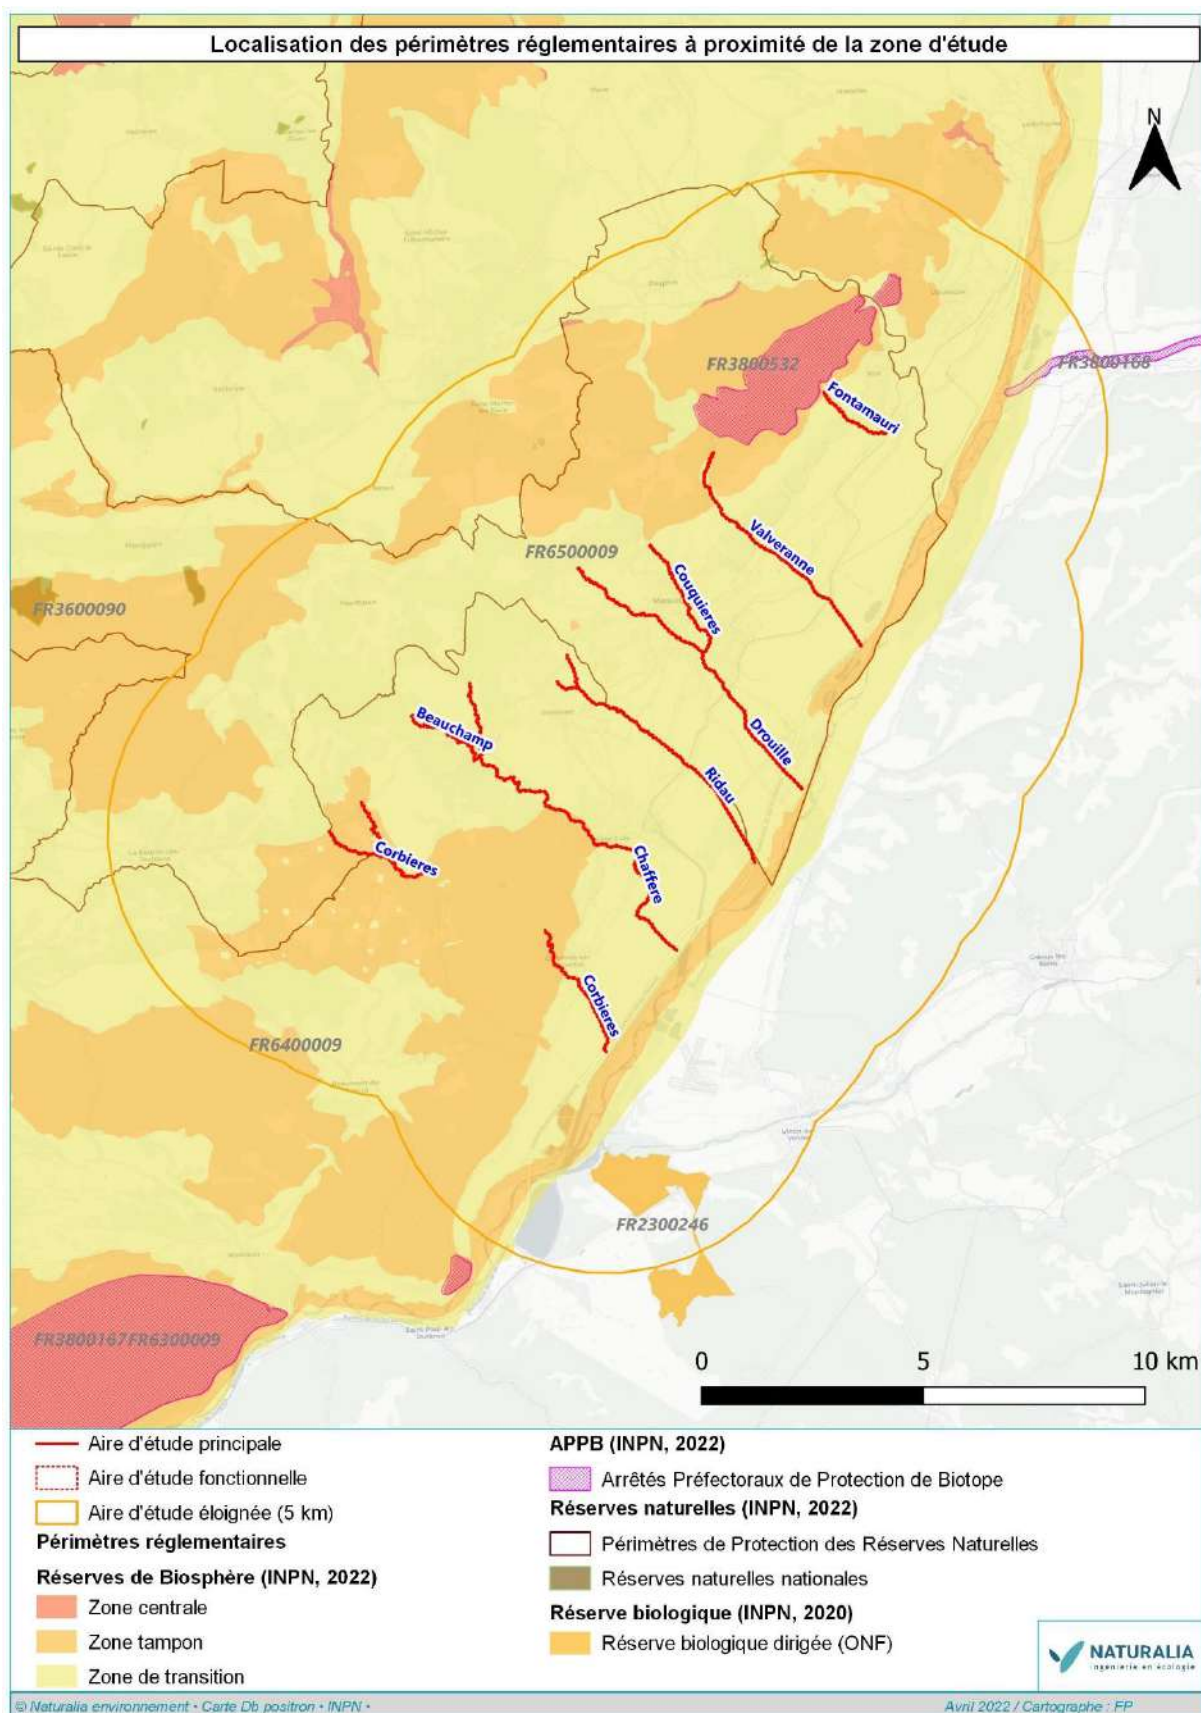 Localisation des périmètres réglementaires à proximité de la zone d'étude
N
FR3800532
FR3800166
Fontamauri
Valveranne
FR6500009
Couquieres
FR3600090
Beauchamp
Drouille
Ridau
Corbieres
Chaffere
Corbieres
FR6400009
FR2300246
FR3800167FR6300009
0 5 10 km
Aire d'étude principale
Aire d'étude fonctionnelle
Aire d'étude éloignée (5 km)
Périmètres réglementaires
Réserves de Biosphère (INPN, 2022)
Zone centrale
Zone tampon
Zone de transition
APPB (INPN, 2022)
Arrêtés Préfectoraux de Protection de Biotope
Réserves naturelles (INPN, 2022)
Périmètres de Protection des Réserves Naturelles
Réserves naturelles nationales
Réserve biologique (INPN, 2020)
Réserve biologique dirigée (ONF)
NATURALIA
ingénierie en écologie
© Naturalia environnement • Carte Db positron • INPN •
Avril 2022 / Cartographe : FP